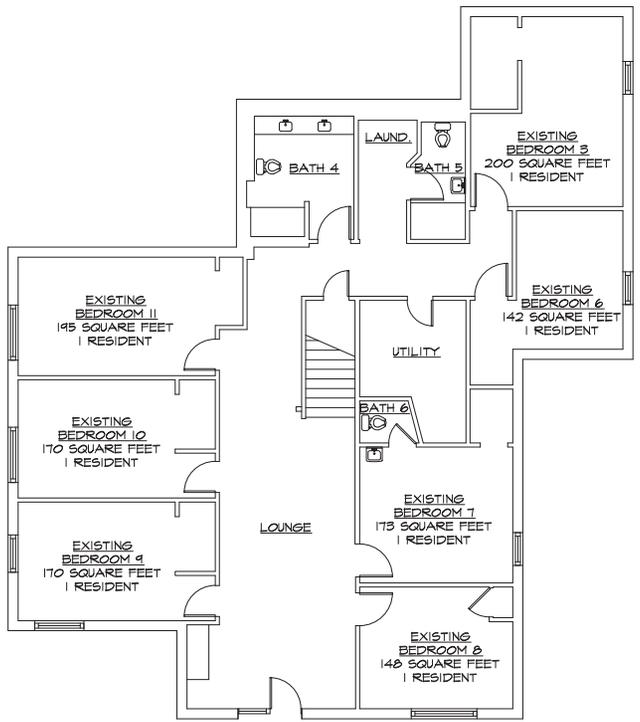 EXISTING
BEDROOM 3
200 SQUARE FEET
1 RESIDENT
LAUND.
BATH 4
BATH 5
EXISTING
BEDROOM 11
195 SQUARE FEET
1 RESIDENT
EXISTING
BEDROOM 6
142 SQUARE FEET
1 RESIDENT
UTILITY
BATH 6
EXISTING
BEDROOM 10
170 SQUARE FEET
1 RESIDENT
EXISTING
BEDROOM 7
173 SQUARE FEET
1 RESIDENT
LOUNGE
EXISTING
BEDROOM 9
170 SQUARE FEET
1 RESIDENT
EXISTING
BEDROOM 8
148 SQUARE FEET
1 RESIDENT